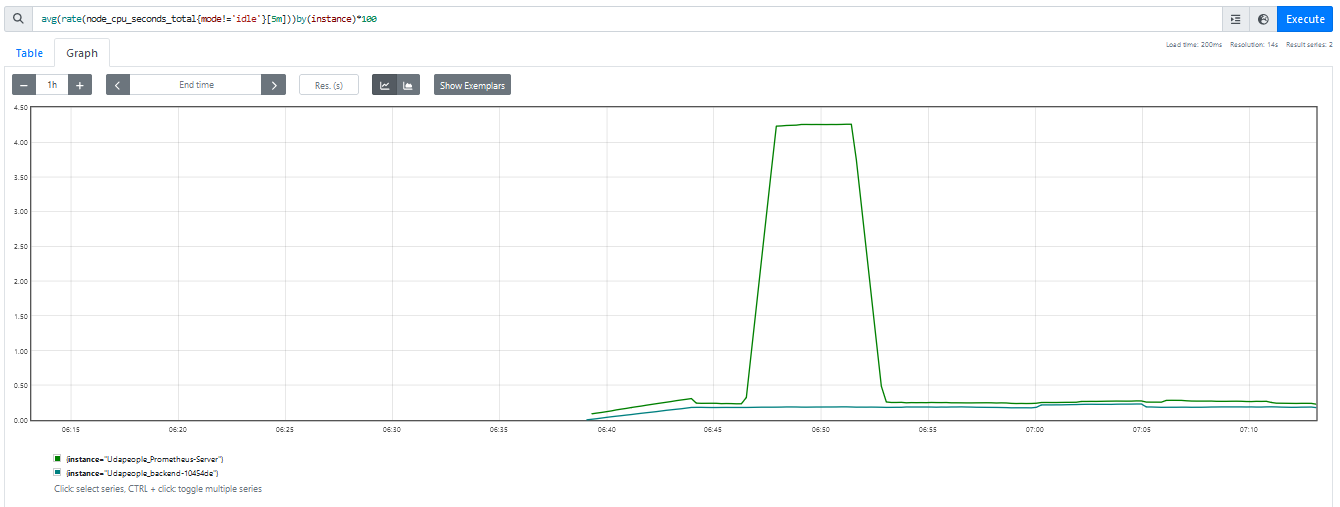 avg(rate(node_cpu_seconds_total{mode!='idle'}[5m]))by(instance)*100
Execute
Table
Graph
Load time: 200ms Resolution: 14s Result series: 2
1h
End time
Res. (s)
Show Exemplars
4.50
4.00
3.50
3.00
2.50
2.00
1.50
1.00
0.50
0.00
06:15 06:20 06:25 06:30 06:35 06:40 06:45 06:50 06:55 07:00 07:05 07:10
{instance="Udapeople_Prometheus-Server"}
{instance="Udapeople_backend-10454de"}
Click: select series, CTRL + click: toggle multiple series